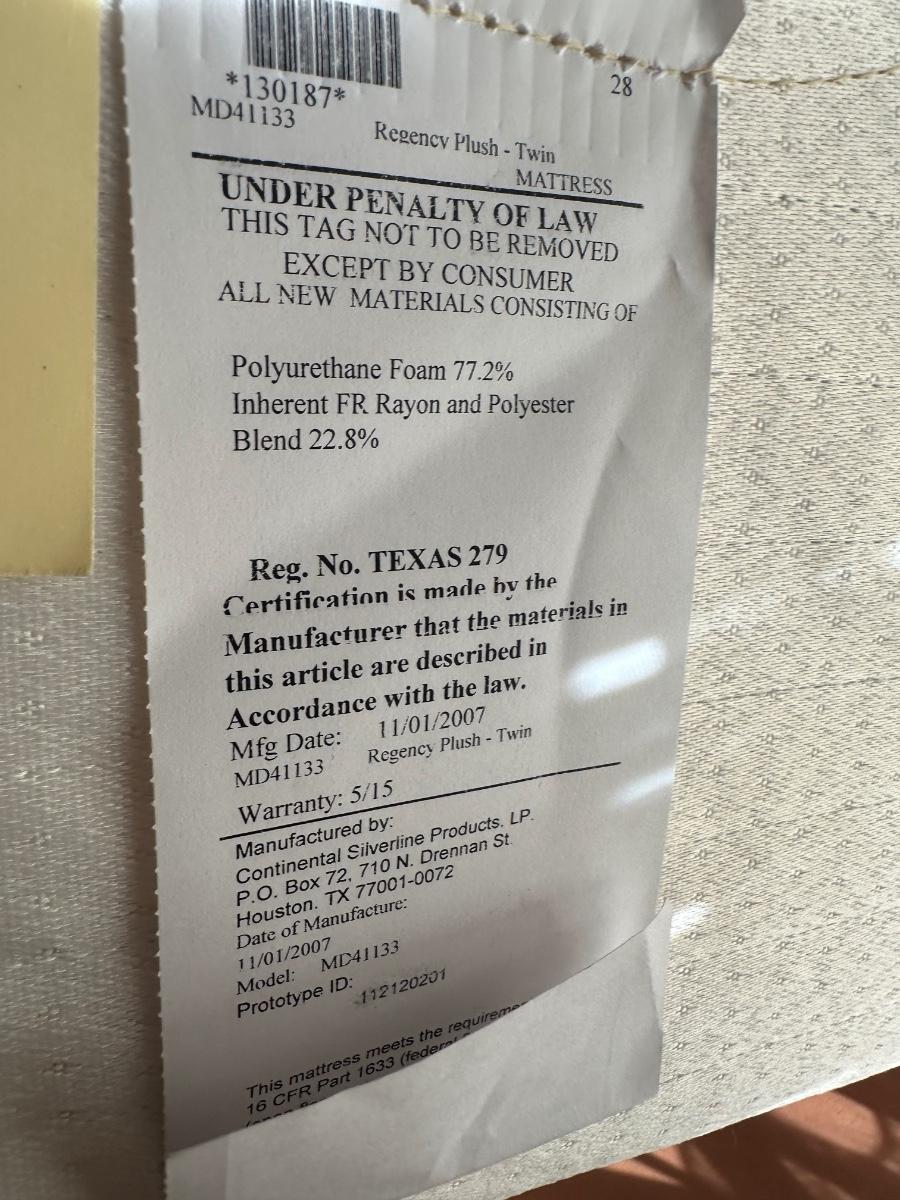 *130187*
28
MD41133
Regency Plush - Twin
MATTRESS
UNDER PENALTY OF LAW
THIS TAG NOT TO BE REMOVED
EXCEPT BY CONSUMER
ALL NEW MATERIALS CONSISTING OF
Polyurethane Foam 77.2%
Inherent FR Rayon and Polyester
Blend 22.8%
Reg. No. TEXAS 279
Certification is made by the
Manufacturer that the materials in
this article are described in
Accordance with the law.
Mfg Date: 11/01/2007
MD41133 Regency Plush - Twin
Warranty: 5/15
Manufactured by:
Continental Silverline Products, LP.
P.O. Box 72, 710 N. Drennan St.
Houston, TX 77001-0072
Date of Manufacture:
11/01/2007
Model: MD41133
Prototype ID: 112120201
This mattress meets the
16 CFR Part 1633